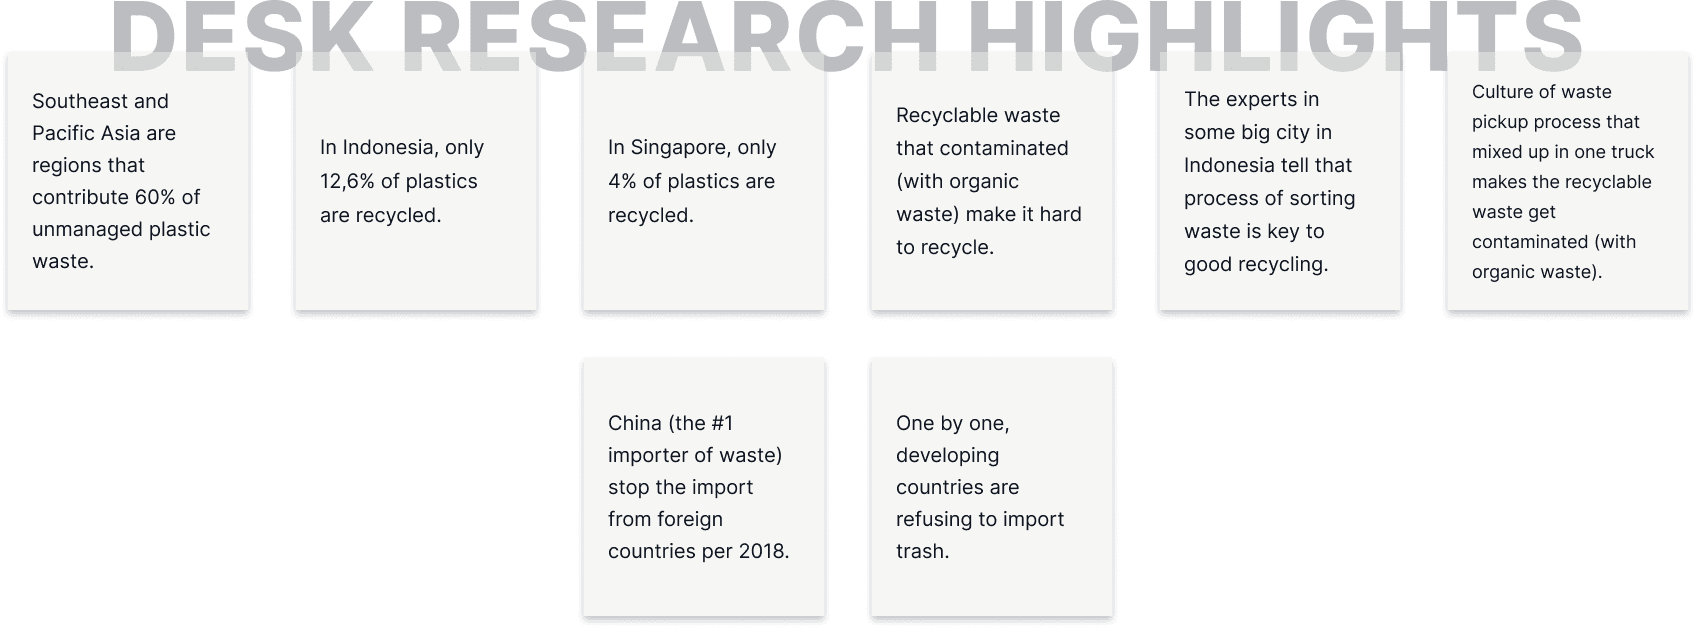 DESK RESEARCH HIGHLIGHTS
Southeast and
Pacific Asia are
regions that
contribute 60% of
unmanaged plastic
waste.
In Indonesia, only
12,6% of plastics
are recycled.
In Singapore, only
4% of plastics are
recycled.
Recyclable waste
that contaminated
(with organic
waste) make it hard
to recycle.
The experts in
some big city in
Indonesia tell that
process of sorting
waste is key to
good recycling.
Culture of waste
pickup process that
mixed up in one truck
makes the recyclable
waste get
contaminated (with
organic waste).
China (the #1
importer of waste)
stop the import
from foreign
countries per 2018.
One by one,
developing
countries are
refusing to import
trash.